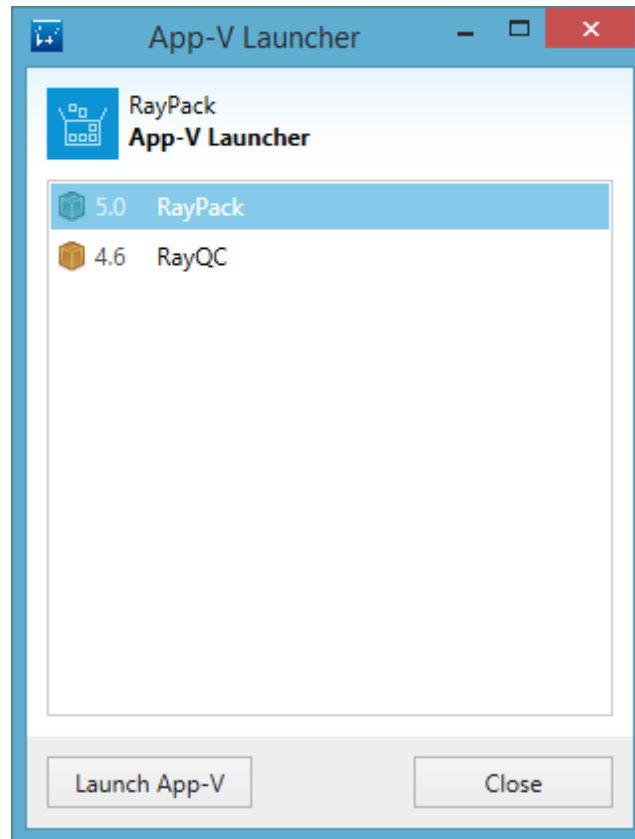 App-V Launcher
RayPack
App-V Launcher
5.0 RayPack
4.6 RayQC
Launch App-V Close